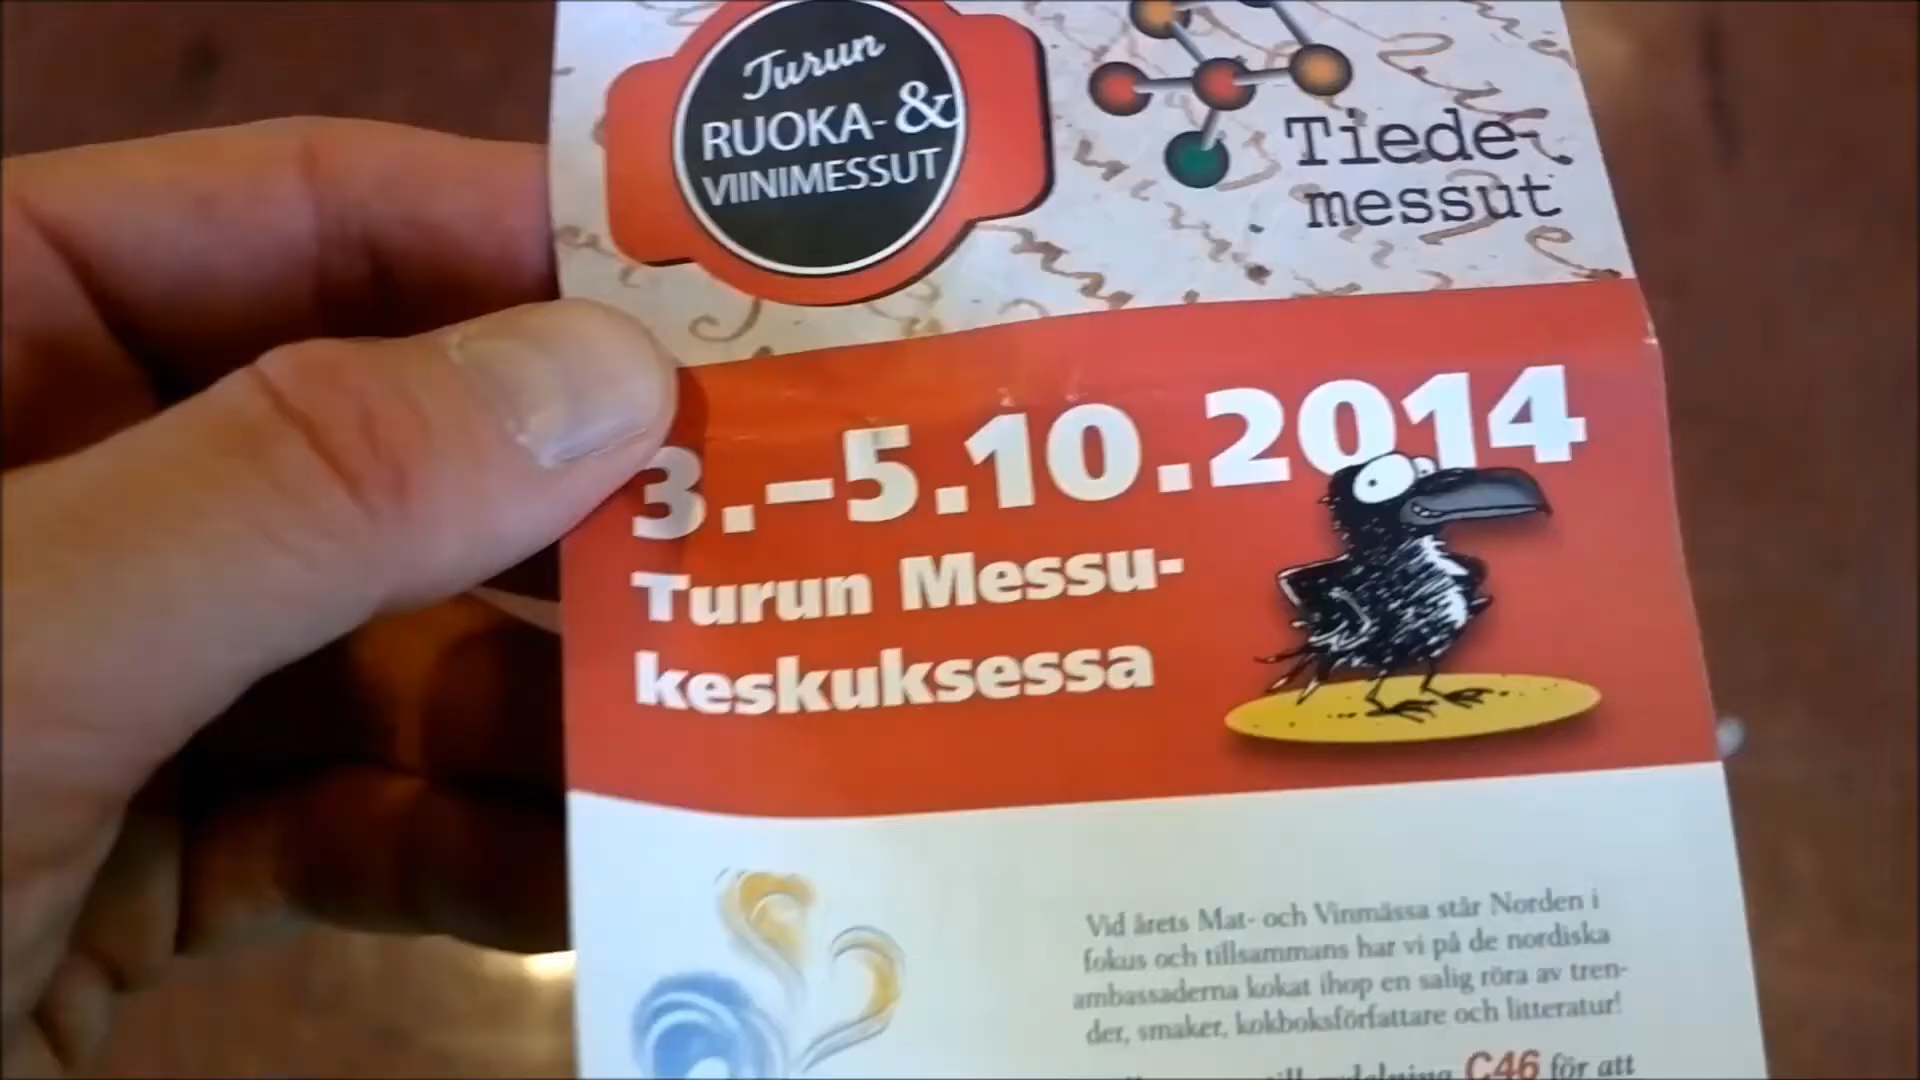 Turun
RUOKA- &
VIINIMESSUT
Tiede-
messut
3.–5.10.2014
Turun Messu-
keskuksessa
Vid årets Mat- och Vinmässa står Norden i
fokus och tillsammans har vi på de nordiska
ambassaderna kokat ihop en salig röra av tren-
der, smaker, kokboksförfattare och litteratur!
C46 för att